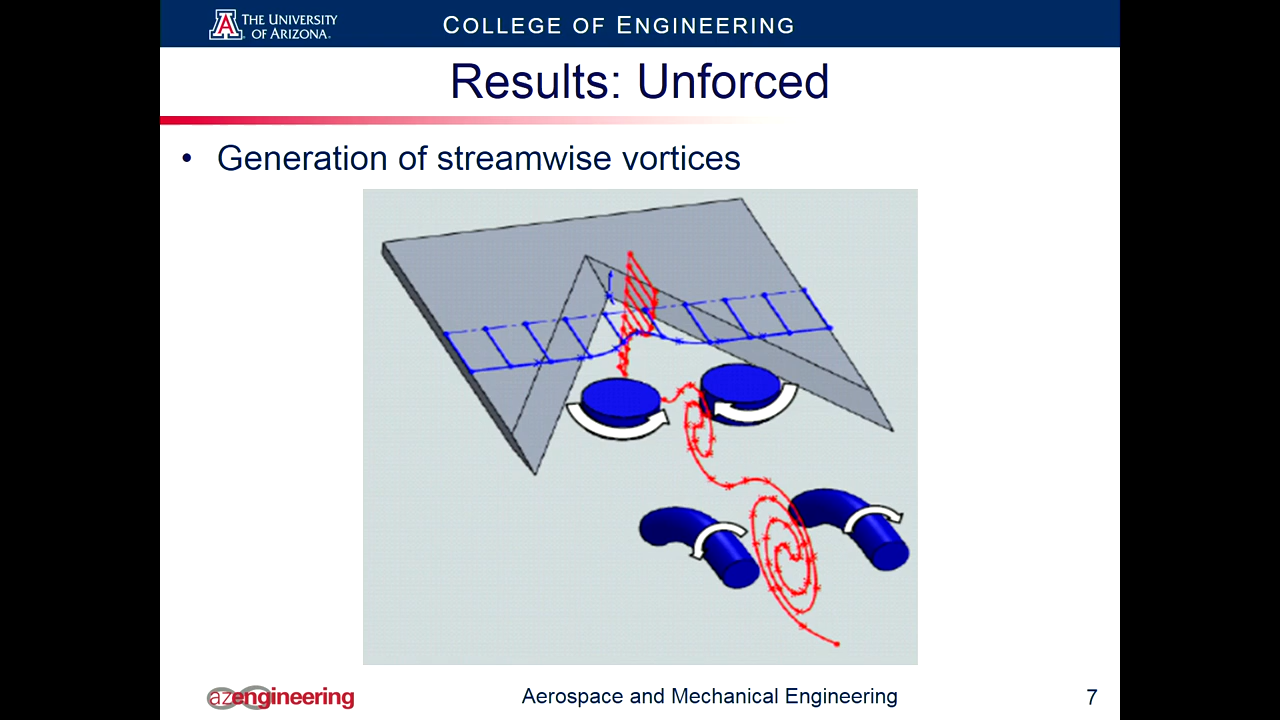 THE UNIVERSITY
OF ARIZONA.
COLLEGE OF ENGINEERING
Results: Unforced
• Generation of streamwise vortices
azengineering
Aerospace and Mechanical Engineering
7